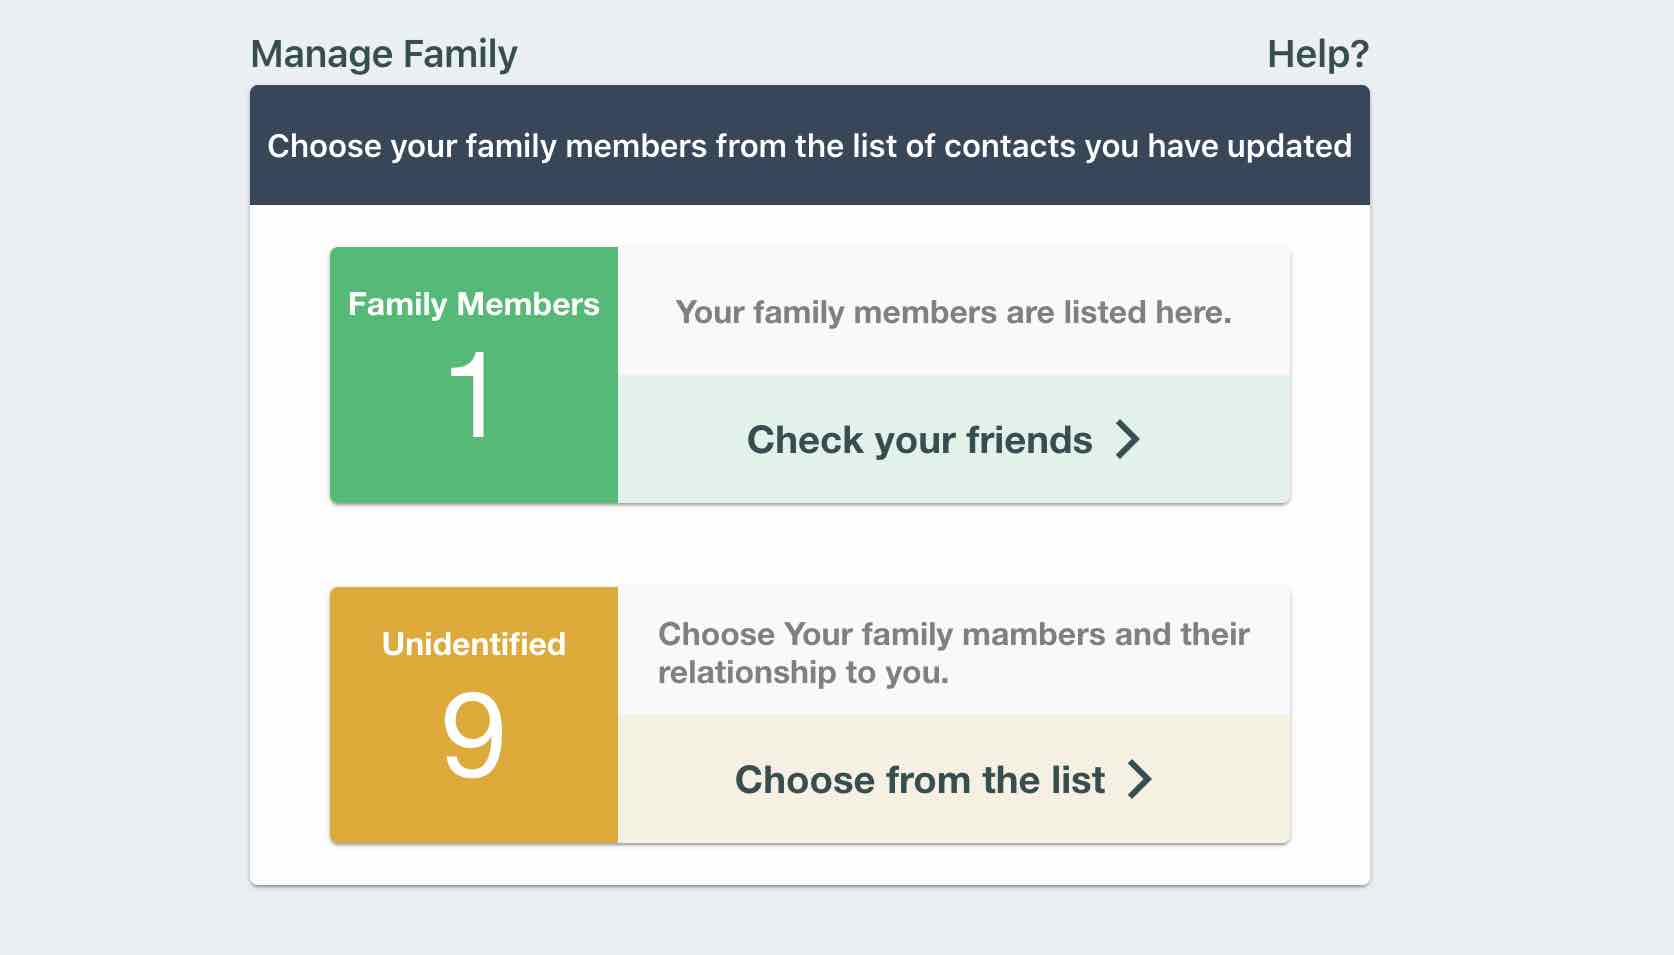 Manage Family
Help?
Choose your family members from the list of contacts you have updated
Family Members
1
Your family members are listed here.
Check your friends
Unidentified
9
Choose Your family mambers and their
relationship to you.
Choose from the list